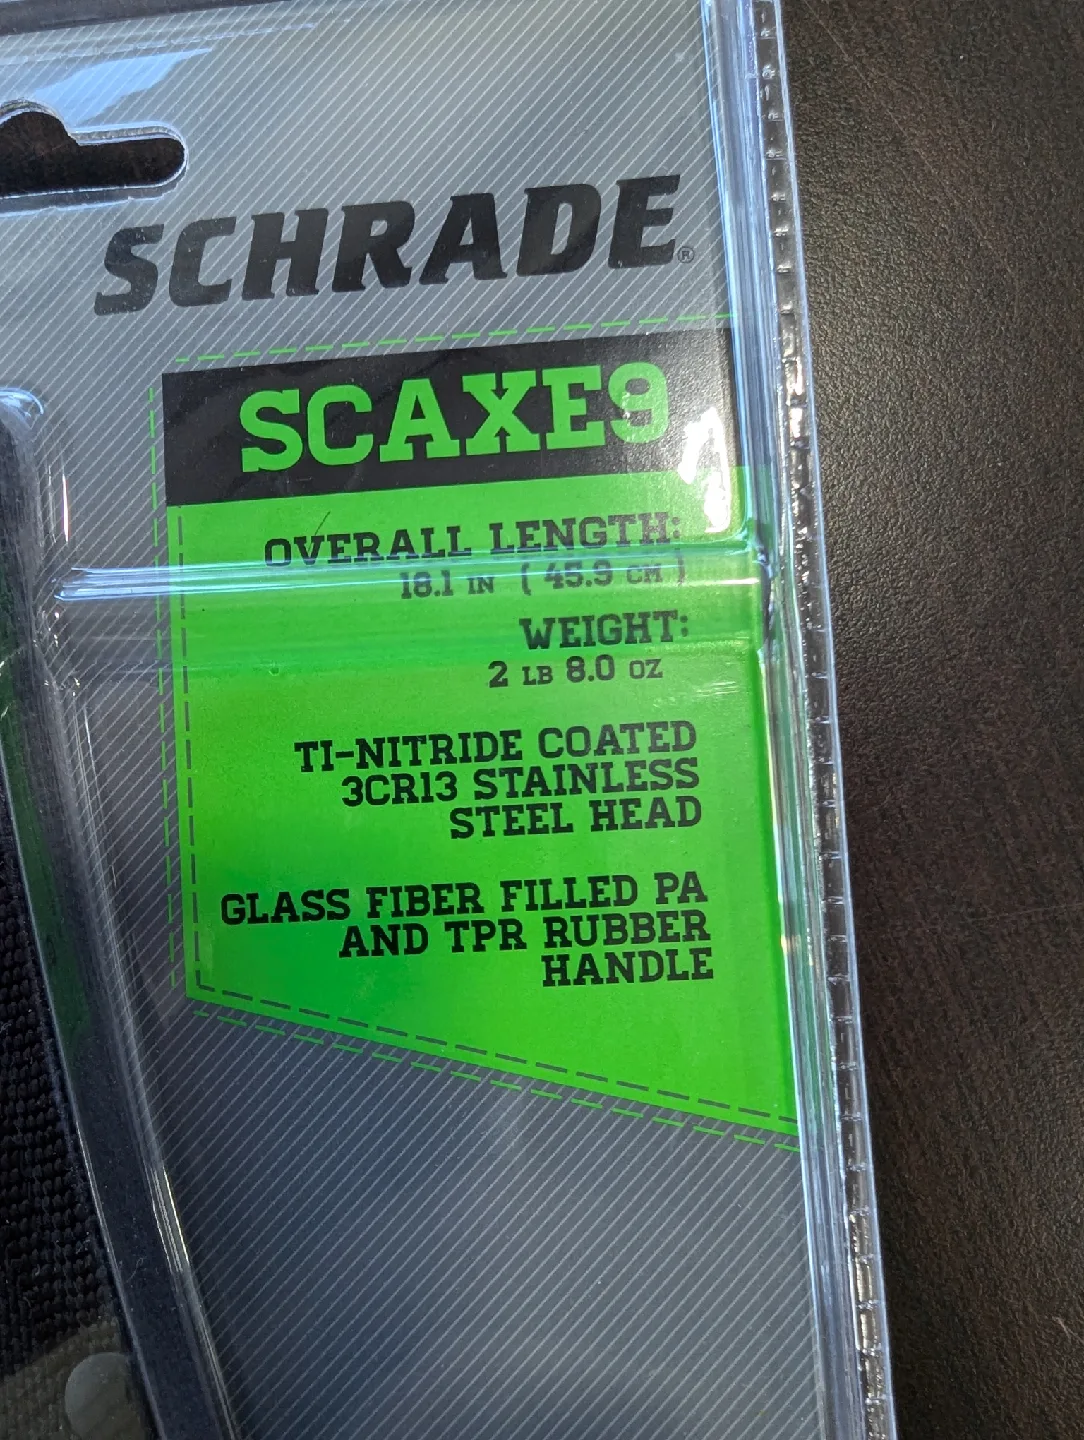 SCHRADE®
SCAXE9
OVERALL LENGTH:
18.1 IN ( 45.9 CM )
WEIGHT:
2 LB 8.0 OZ
TI-NITRIDE COATED
3CR13 STAINLESS
STEEL HEAD
GLASS FIBER FILLED PA
AND TPR RUBBER
HANDLE